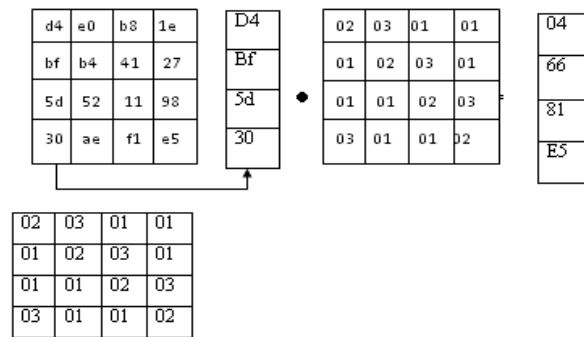 d4 e0 b8 1e
bf b4 41 27
5d 52 11 98
30 ae f1 e5
D4
Bf
5d
30
●
02 03 01 01
01 02 03 01
01 01 02 03
03 01 01 02
=
04
66
81
E5
02 03 01 01
01 02 03 01
01 01 02 03
03 01 01 02